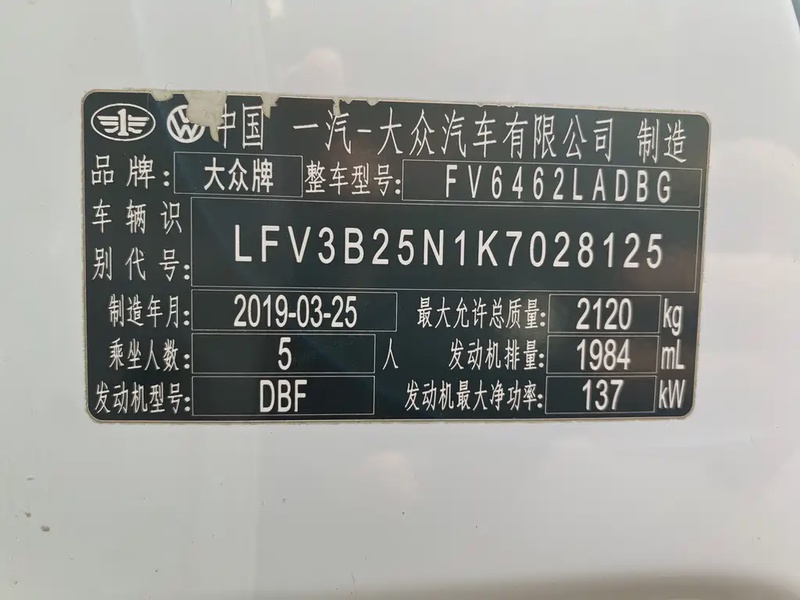 中国 一汽-大众汽车有限公司 制造
品牌: 大众牌 整车型号: FV6462LADBG
车辆识别代号: LFV3B25N1K7028125
制造年月: 2019-03-25 最大允许总质量: 2120 kg
乘坐人数: 5 人 发动机排量: 1984 mL
发动机型号: DBF 发动机最大净功率: 137 kW